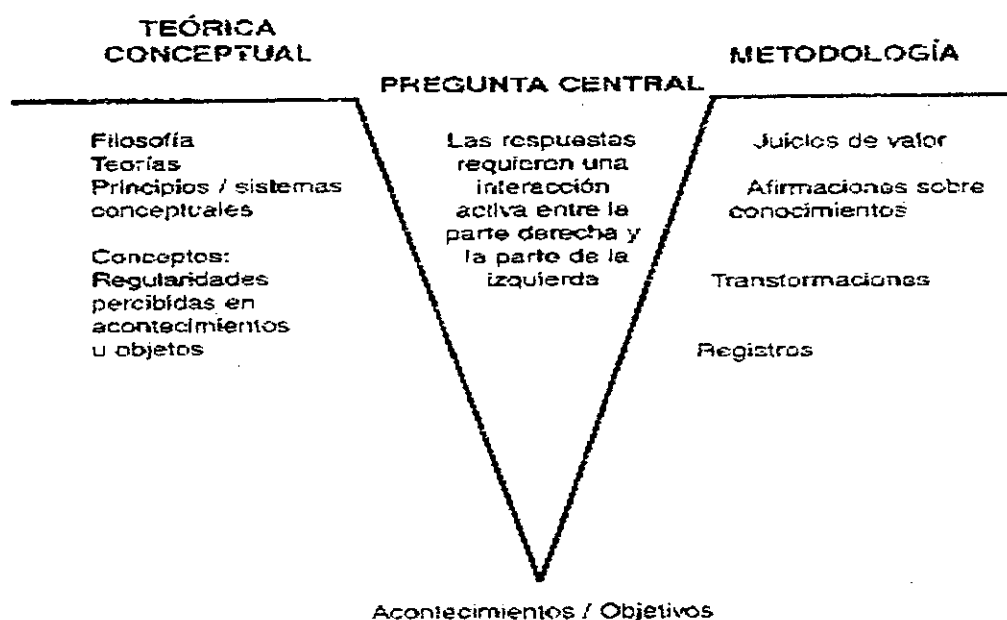 TEÓRICA
CONCEPTUAL
PREGUNTA CENTRAL
METODOLOGÍA
Filosofía
Teorías
Principios / sistemas
conceptuales
Conceptos:
Regularidades
percibidas en
acontecimientos
u objetos
Las respuestas
requieren una
interacción
activa entre la
parte derecha y
la parte de la
izquierda
Juicios de valor
Afirmaciones sobre
conocimientos
Transformaciones
Registros
Acontecimientos / Objetivos